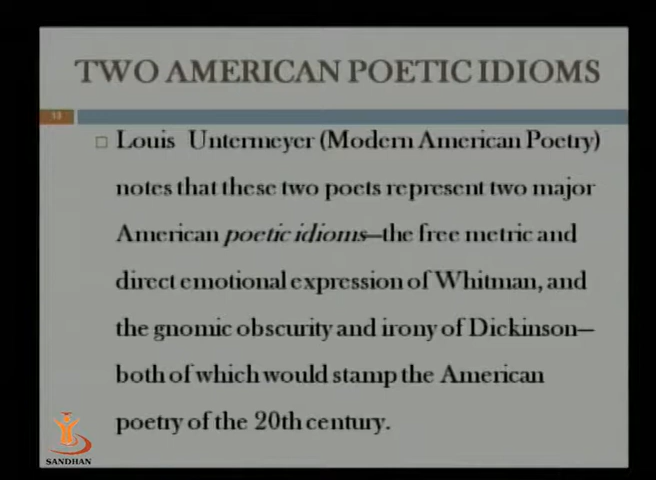 TWO AMERICAN POETIC IDIOMS
13
□ Louis Untermeyer (Modern American Poetry)
notes that these two poets represent two major
American poetic idioms—the free metric and
direct emotional expression of Whitman, and
the gnomic obscurity and irony of Dickinson—
both of which would stamp the American
poetry of the 20th century.
SANDHAN